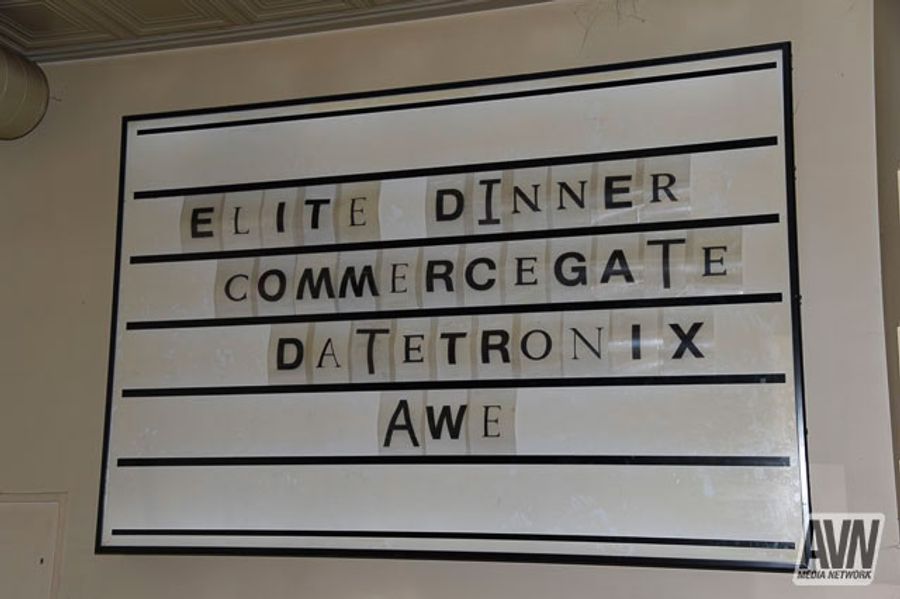 ELITE DINNER
COMMERCEGATE
DATETRONIX
AWE
AVN
MEDIA NETWORK